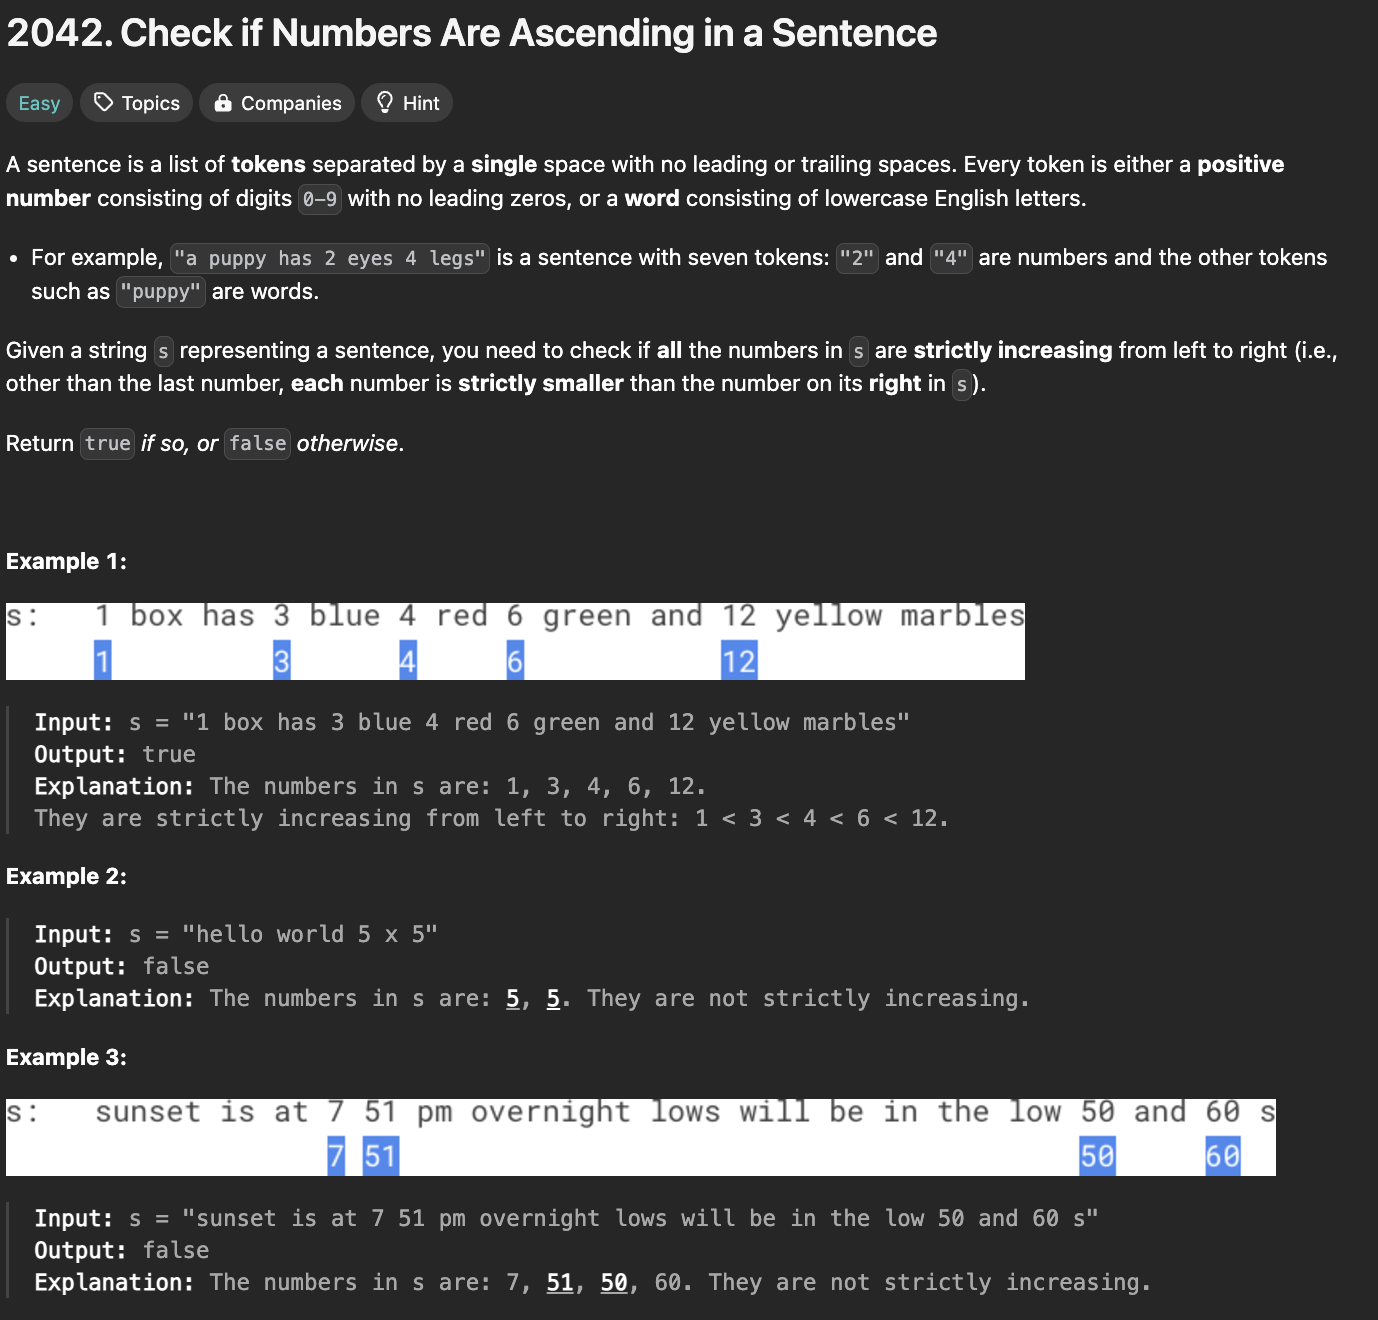 2042. Check if Numbers Are Ascending in a Sentence
Easy Topics Companies Hint
A sentence is a list of tokens separated by a single space with no leading or trailing spaces. Every token is either a positive
number consisting of digits 0-9 with no leading zeros, or a word consisting of lowercase English letters.
• For example, "a puppy has 2 eyes 4 legs" is a sentence with seven tokens: "2" and "4" are numbers and the other tokens
such as "puppy" are words.
Given a string s representing a sentence, you need to check if all the numbers in s are strictly increasing from left to right (i.e.,
other than the last number, each number is strictly smaller than the number on its right in s).
Return true if so, or false otherwise.
Example 1:
s: 1 box has 3 blue 4 red 6 green and 12 yellow marbles
1 3 4 6 12
Input: s = "1 box has 3 blue 4 red 6 green and 12 yellow marbles"
Output: true
Explanation: The numbers in s are: 1, 3, 4, 6, 12.
They are strictly increasing from left to right: 1 < 3 < 4 < 6 < 12.
Example 2:
Input: s = "hello world 5 x 5"
Output: false
Explanation: The numbers in s are: 5, 5. They are not strictly increasing.
Example 3:
s: sunset is at 7 51 pm overnight lows will be in the low 50 and 60 s
7 51 50 60
Input: s = "sunset is at 7 51 pm overnight lows will be in the low 50 and 60 s"
Output: false
Explanation: The numbers in s are: 7, 51, 50, 60. They are not strictly increasing.